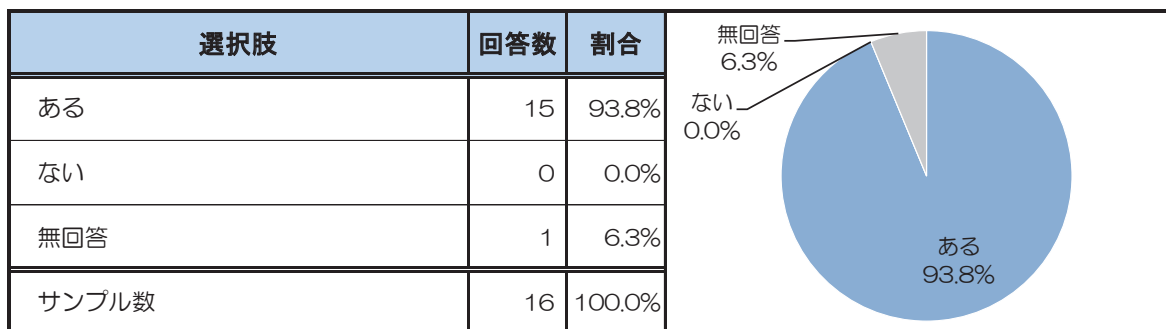 選択肢 回答数 割合
ある 15 93.8%
ない 0 0.0%
無回答 1 6.3%
サンプル数 16 100.0%
無回答
6.3%
ない
0.0%
ある
93.8%